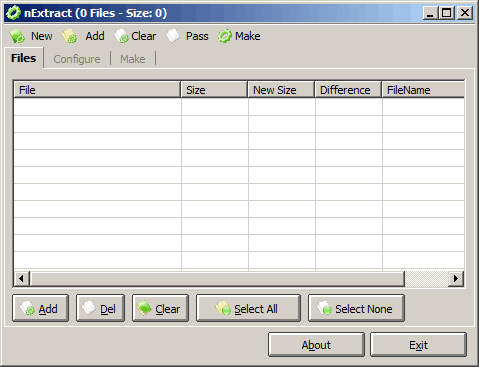 nExtract (0 Files - Size: 0)
New Add Clear Pass Make
Files Configure Make
File Size New Size Difference FileName
Add Del Clear Select All Select None
About Exit